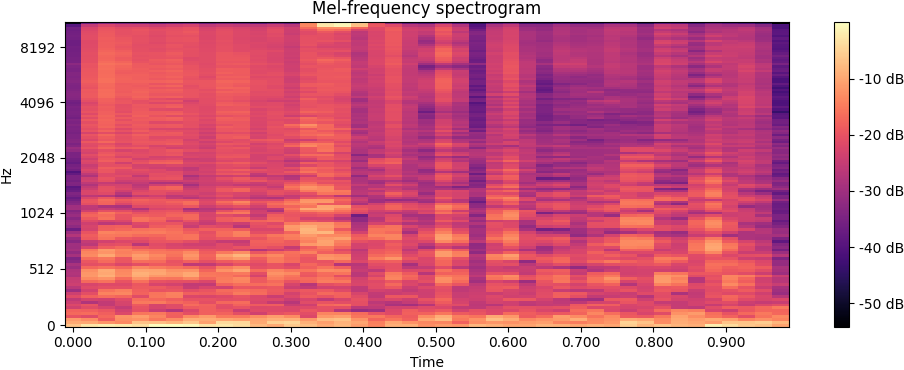 Mel-frequency spectrogram
8192
4096
2048
1024
512
0
Hz
0.000 0.100 0.200 0.300 0.400 0.500 0.600 0.700 0.800 0.900
Time
-10 dB
-20 dB
-30 dB
-40 dB
-50 dB